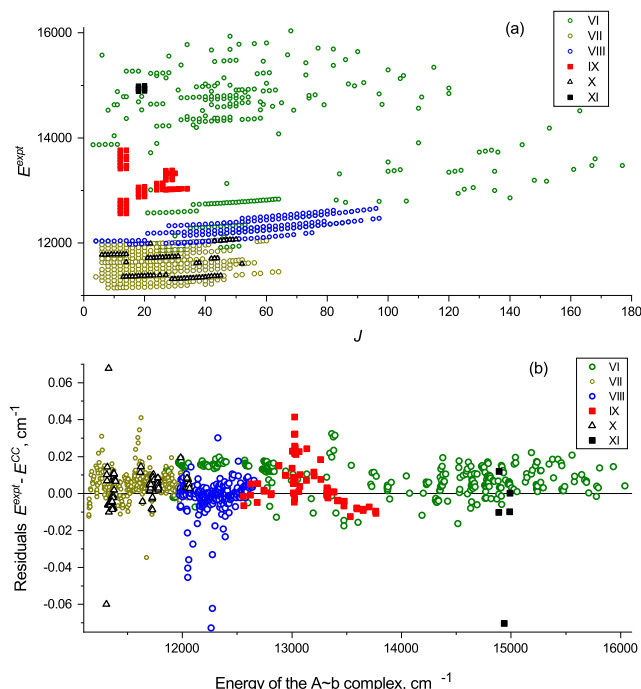 (a)
VI
VII
VIII
IX
X
XI
16000
14000
12000
E^expt
0 20 40 60 80 100 120 140 160 180
J
(b)
VI
VII
VIII
IX
X
XI
0.06
0.04
0.02
0.00
-0.02
-0.04
-0.06
Residuals E^expt- E^CC, cm^-1
12000 13000 14000 15000 16000
Energy of the A~b complex, cm^-1